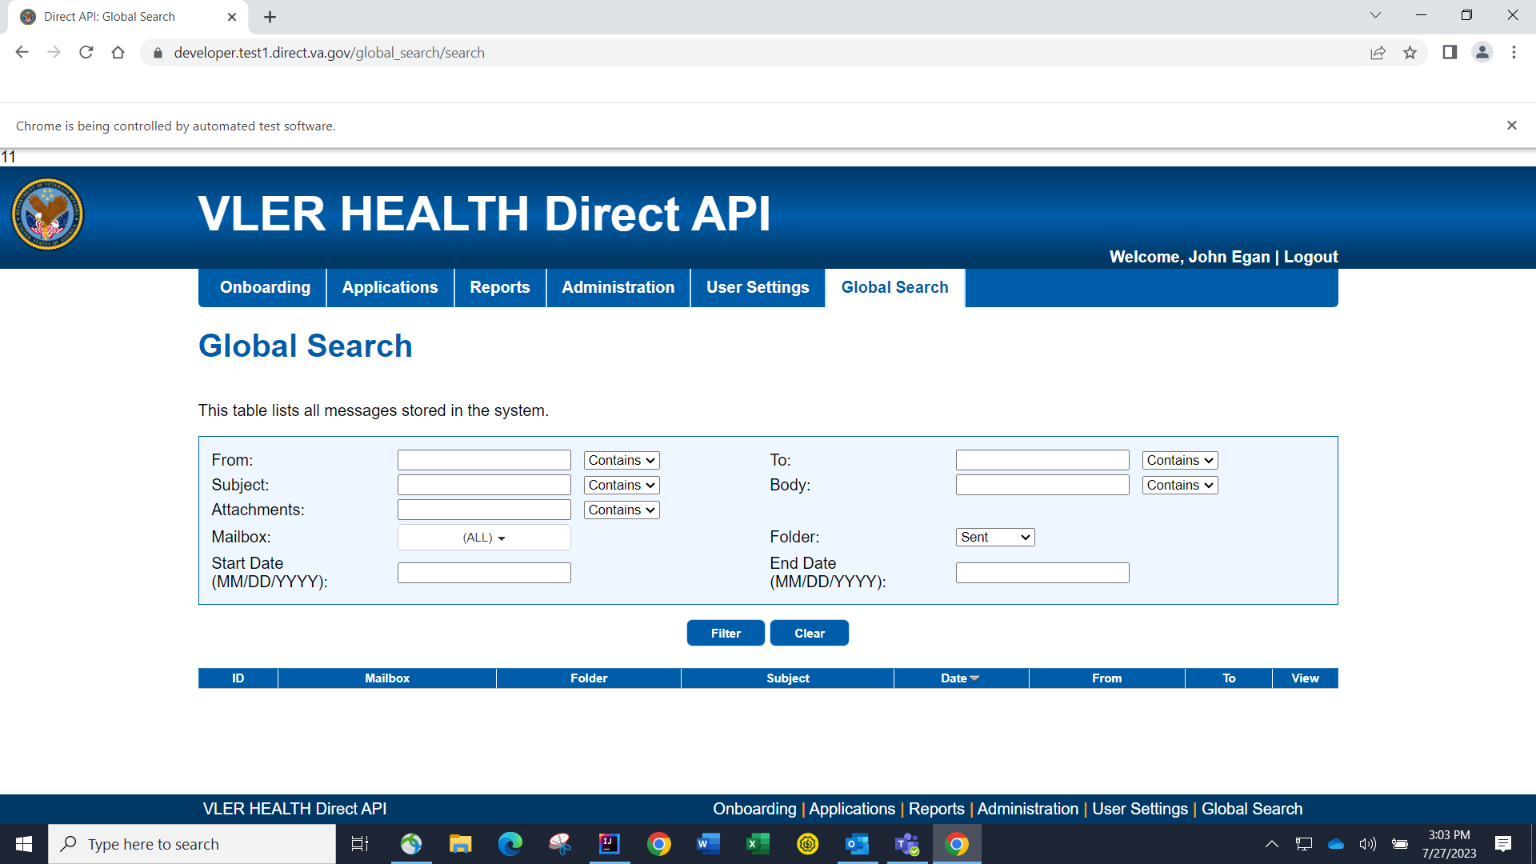 Direct API: Global Search
developer.test1.direct.va.gov/global_search/search
Chrome is being controlled by automated test software.
11
VLER HEALTH Direct API
Welcome, John Egan | Logout
Onboarding Applications Reports Administration User Settings Global Search
Global Search
This table lists all messages stored in the system.
From: Contains To: Contains
Subject: Contains Body: Contains
Attachments: Contains
Mailbox: (ALL) Folder: Sent
Start Date End Date
(MM/DD/YYYY): (MM/DD/YYYY):
Filter Clear
ID Mailbox Folder Subject Date From To View
VLER HEALTH Direct API Onboarding | Applications | Reports | Administration | User Settings | Global Search
Type here to search
3:03 PM
7/27/2023